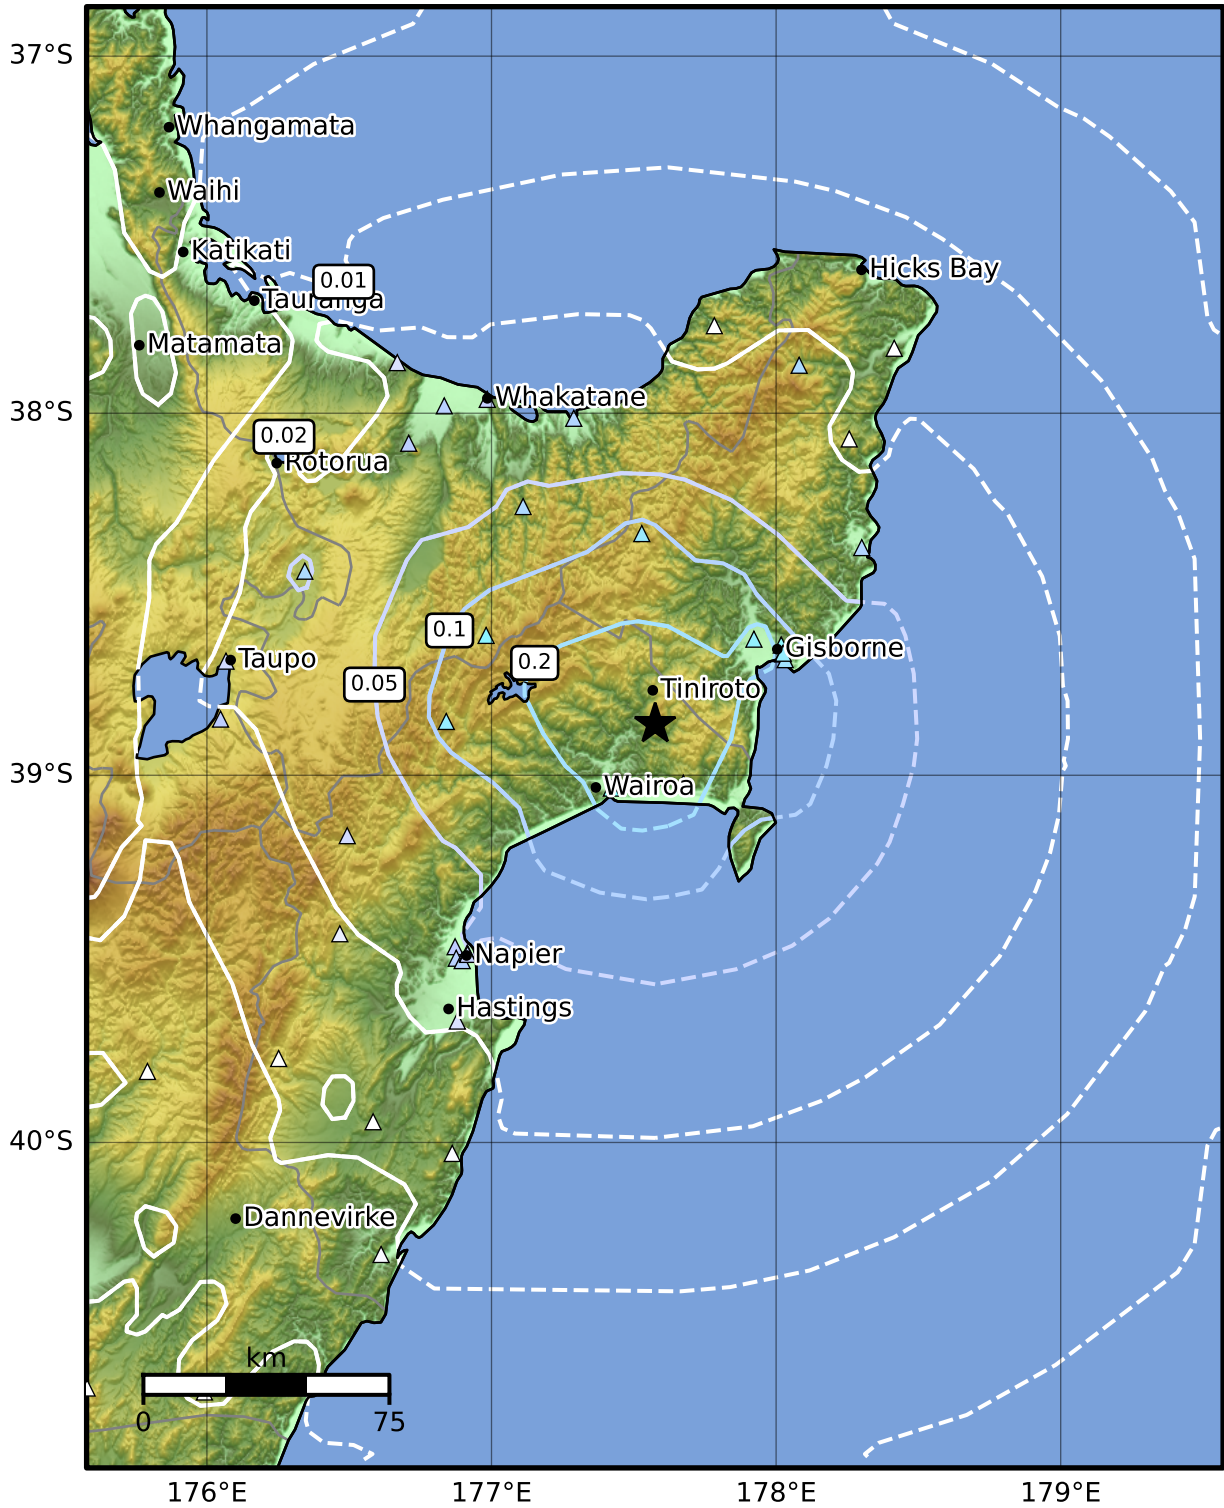 37°S
Whangamata
Waihi
Katikati
Hicks Bay
0.01
Tauranga
Matamata
Whakatane
38°S
0.02
Rotorua
0.1
Gisborne
Taupo
0.2
0.05
Tiniroto
39°S
Wairoa
Napier
Hastings
40°S
Dannevirke
km
0 75
176°E 177°E 178°E 179°E